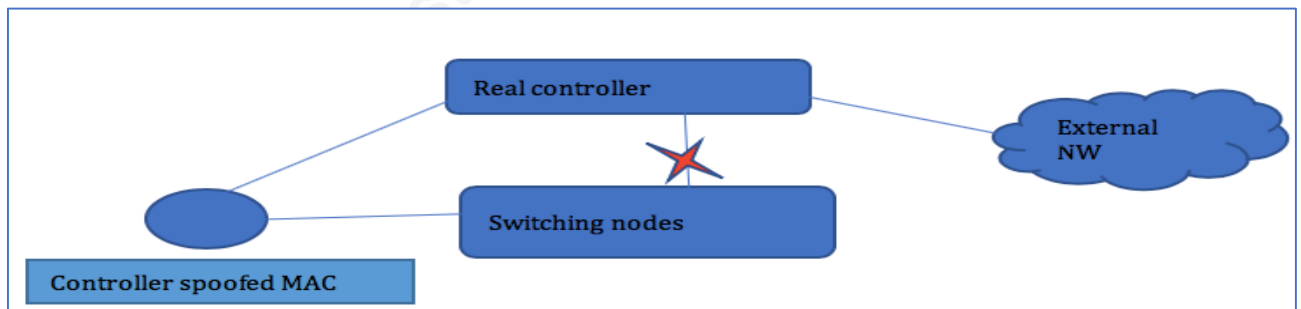 Real controller
External
NW
Switching nodes
Controller spoofed MAC